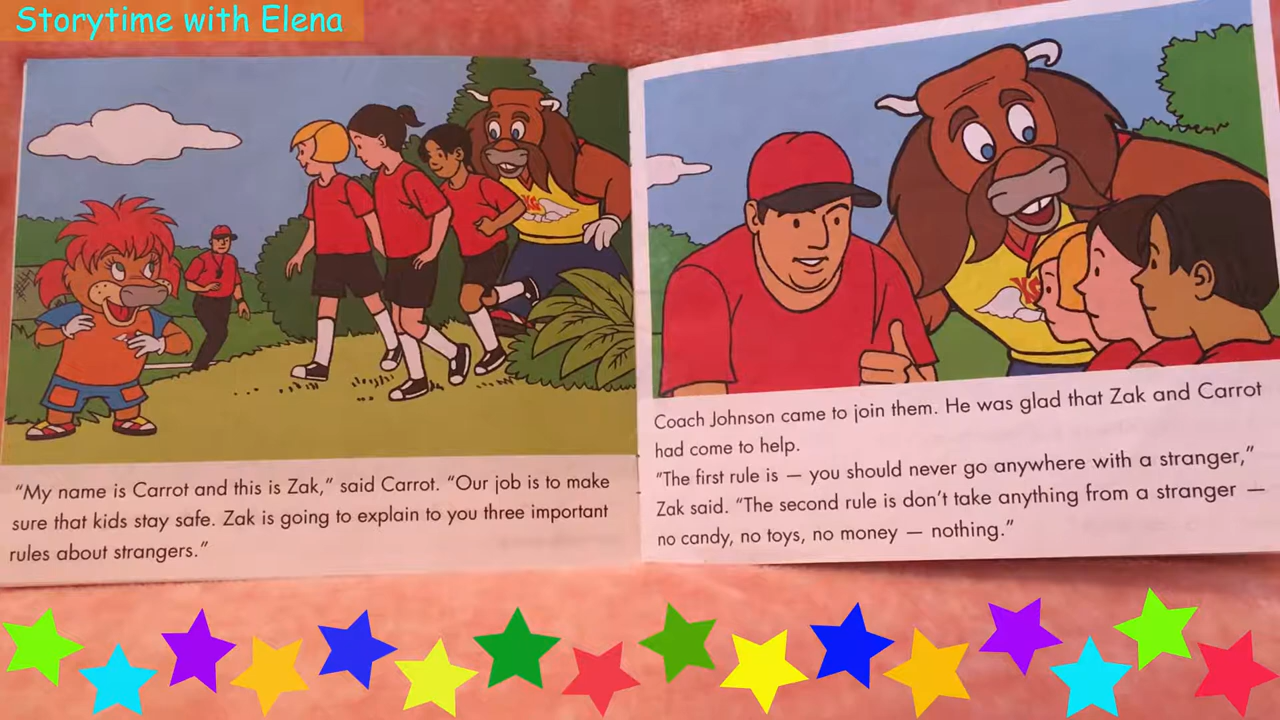 Storytime with Elena
"My name is Carrot and this is Zak," said Carrot. "Our job is to make
sure that kids stay safe. Zak is going to explain to you three important
rules about strangers."
Coach Johnson came to join them. He was glad that Zak and Carrot
had come to help.
"The first rule is — you should never go anywhere with a stranger,"
Zak said. "The second rule is don't take anything from a stranger —
no candy, no toys, no money — nothing."